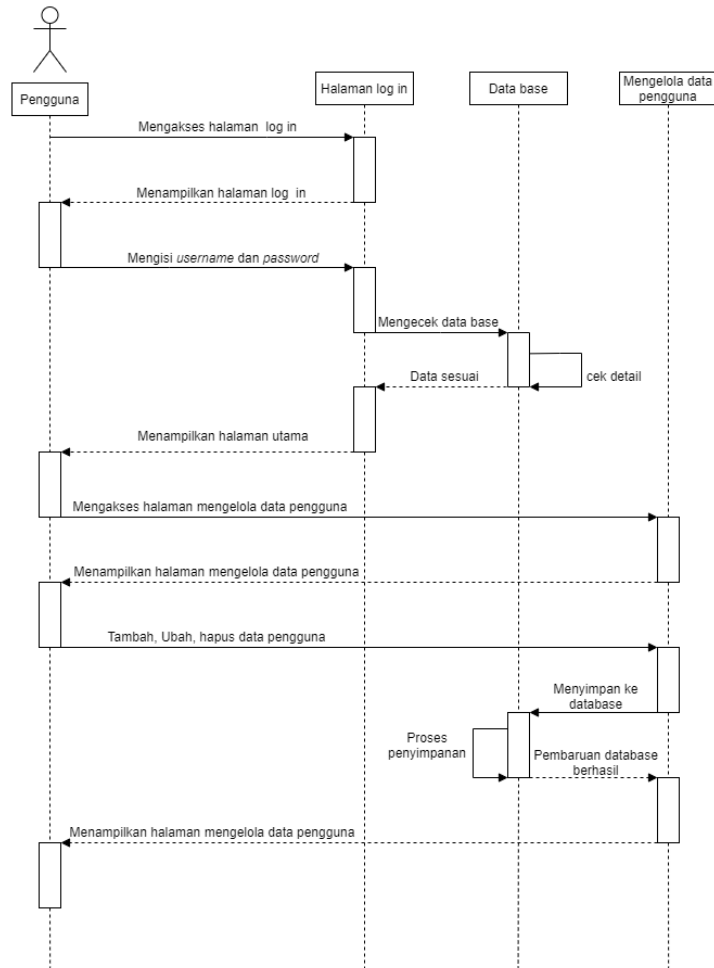 Pengguna
Halaman log in
Data base
Mengelola data
pengguna
Mengakses halaman log in
Menampilkan halaman log in
Mengisi username dan password
Mengecek data base
Data sesuai
cek detail
Menampilkan halaman utama
Mengakses halaman mengelola data pengguna
Menampilkan halaman mengelola data pengguna
Tambah, Ubah, hapus data pengguna
Menyimpan ke
database
Proses
penyimpanan
Pembaruan database
berhasil
Menampilkan halaman mengelola data pengguna